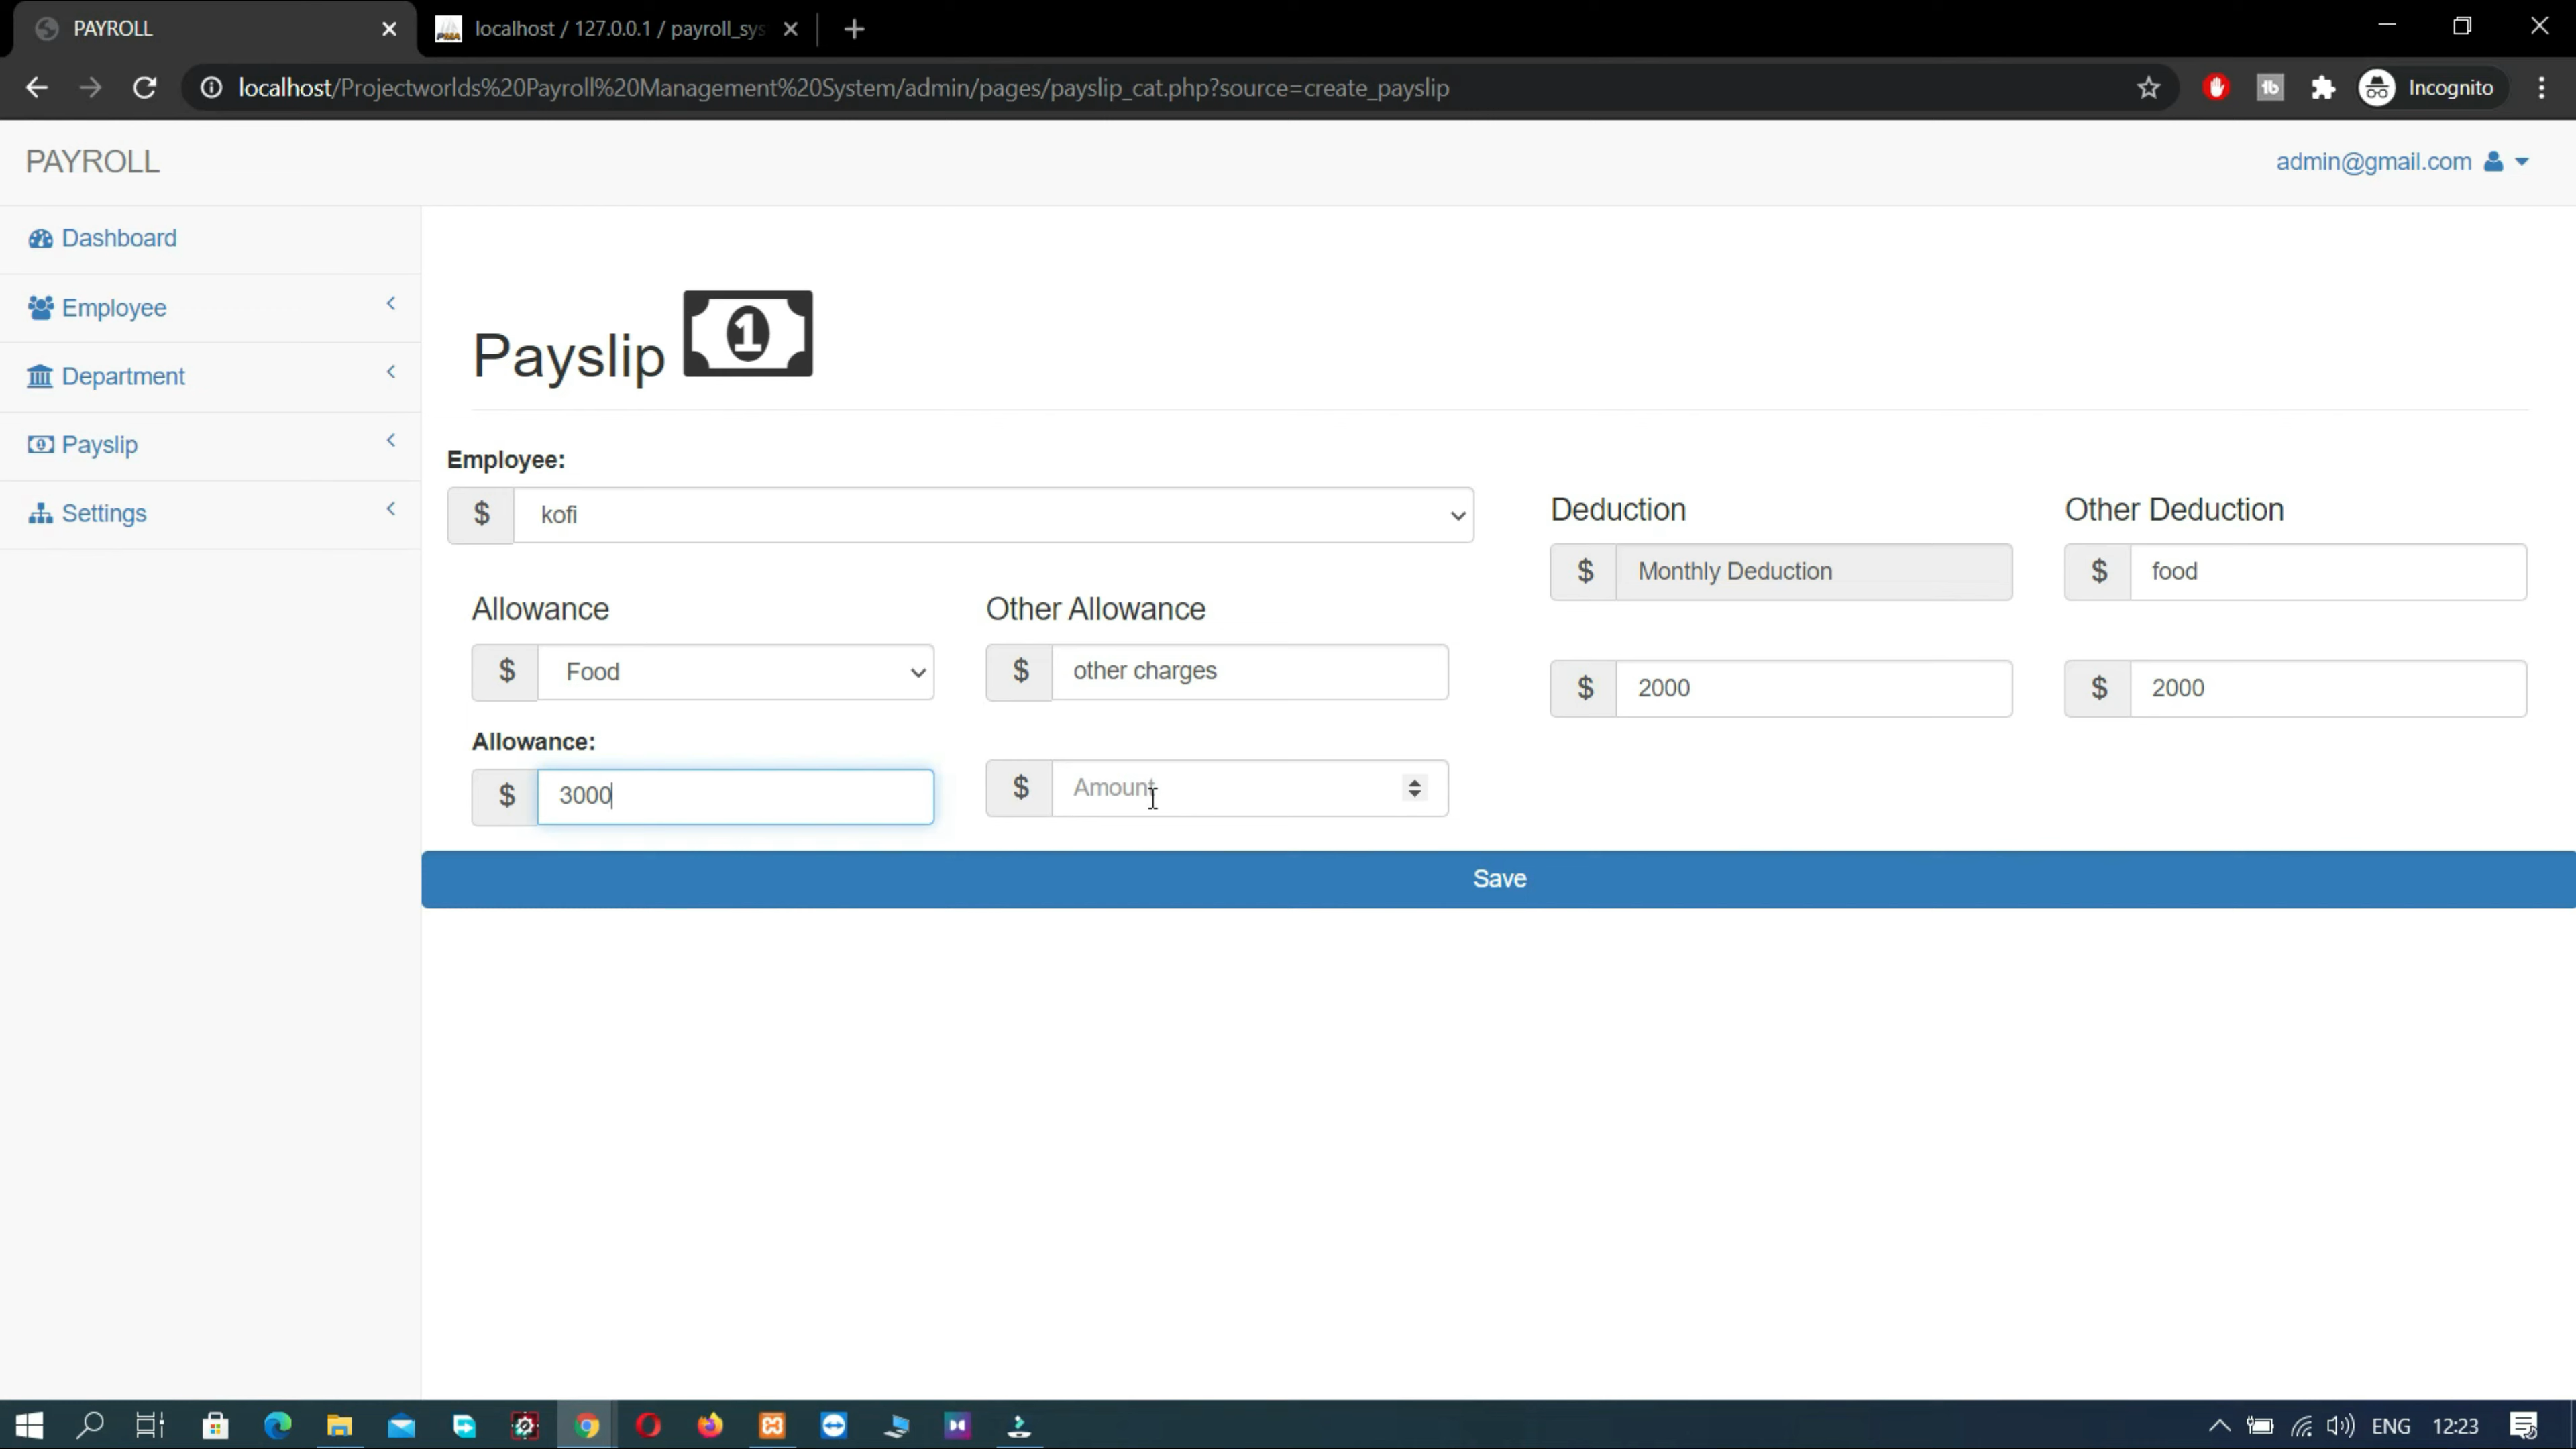 PAYROLL
localhost / 127.0.0.1 / payroll_sys
localhost/Projectworlds%20Payroll%20Management%20System/admin/pages/payslip_cat.php?source=create_payslip
Incognito
PAYROLL
admin@gmail.com
Dashboard
Employee
Department
Payslip
Settings
Payslip 1
Employee:
$ kofi
Allowance
Other Allowance
$ Food
$ other charges
Allowance:
$ 3000
$ Amount
Deduction
Other Deduction
$ Monthly Deduction
$ food
$ 2000
$ 2000
Save
ENG
12:23